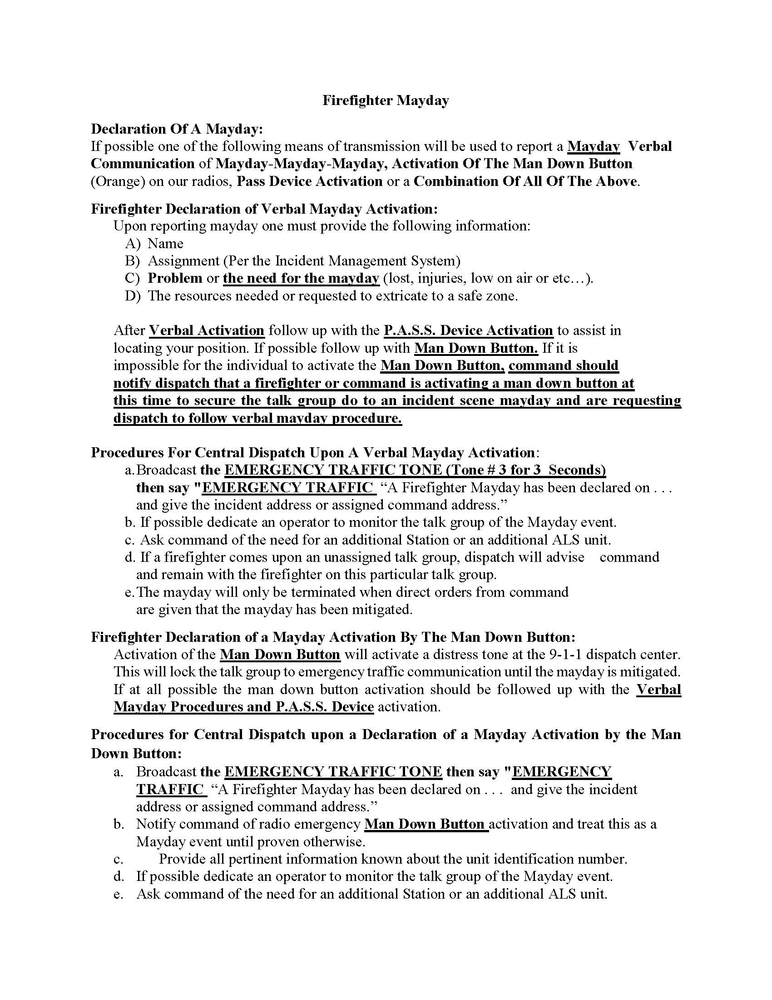 Firefighter Mayday
Declaration Of A Mayday:
If possible one of the following means of transmission will be used to report a Mayday Verbal
Communication of Mayday-Mayday-Mayday, Activation Of The Man Down Button
(Orange) on our radios, Pass Device Activation or a Combination Of All Of The Above.
Firefighter Declaration of Verbal Mayday Activation:
Upon reporting mayday one must provide the following information:
A) Name
B) Assignment (Per the Incident Management System)
C) Problem or the need for the mayday (lost, injuries, low on air or etc…).
D) The resources needed or requested to extricate to a safe zone.
After Verbal Activation follow up with the P.A.S.S. Device Activation to assist in
locating your position. If possible follow up with Man Down Button. If it is
impossible for the individual to activate the Man Down Button, command should
notify dispatch that a firefighter or command is activating a man down button at
this time to secure the talk group do to an incident scene mayday and are requesting
dispatch to follow verbal mayday procedure.
Procedures For Central Dispatch Upon A Verbal Mayday Activation:
a. Broadcast the EMERGENCY TRAFFIC TONE (Tone # 3 for 3 Seconds)
then say "EMERGENCY TRAFFIC “A Firefighter Mayday has been declared on . . .
and give the incident address or assigned command address.”
b. If possible dedicate an operator to monitor the talk group of the Mayday event.
c. Ask command of the need for an additional Station or an additional ALS unit.
d. If a firefighter comes upon an unassigned talk group, dispatch will advise command
and remain with the firefighter on this particular talk group.
e. The mayday will only be terminated when direct orders from command
are given that the mayday has been mitigated.
Firefighter Declaration of a Mayday Activation By The Man Down Button:
Activation of the Man Down Button will activate a distress tone at the 9-1-1 dispatch center.
This will lock the talk group to emergency traffic communication until the mayday is mitigated.
If at all possible the man down button activation should be followed up with the Verbal
Mayday Procedures and P.A.S.S. Device activation.
Procedures for Central Dispatch upon a Declaration of a Mayday Activation by the Man
Down Button:
a. Broadcast the EMERGENCY TRAFFIC TONE then say "EMERGENCY
TRAFFIC “A Firefighter Mayday has been declared on . . . and give the incident
address or assigned command address.”
b. Notify command of radio emergency Man Down Button activation and treat this as a
Mayday event until proven otherwise.
c. Provide all pertinent information known about the unit identification number.
d. If possible dedicate an operator to monitor the talk group of the Mayday event.
e. Ask command of the need for an additional Station or an additional ALS unit.